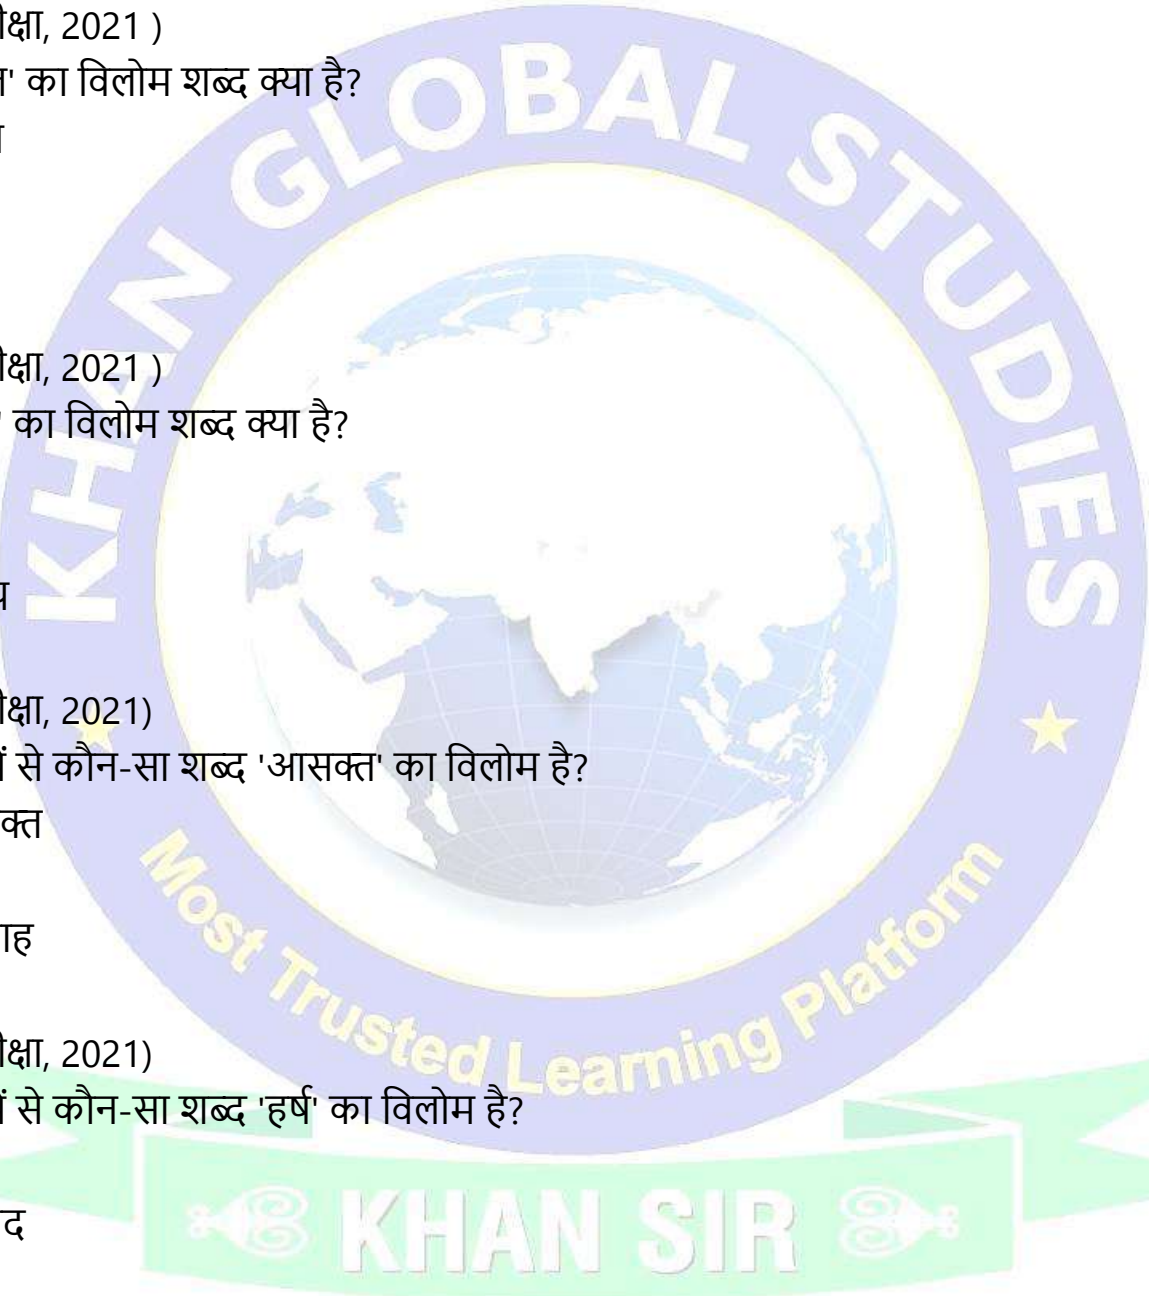 KHAN GLOBAL STUDIES
ीक्षा, 2021 )
' का विलोम शब्द क्या है?
ीक्षा, 2021 )
' का विलोम शब्द क्या है?
य
ीक्षा, 2021)
ं से कौन-सा शब्द 'आसक्त' का विलोम है?
क्त
ाह
ीक्षा, 2021)
ं से कौन-सा शब्द 'हर्ष' का विलोम है?
द
Most Trusted Learning Platform
KHAN SIR